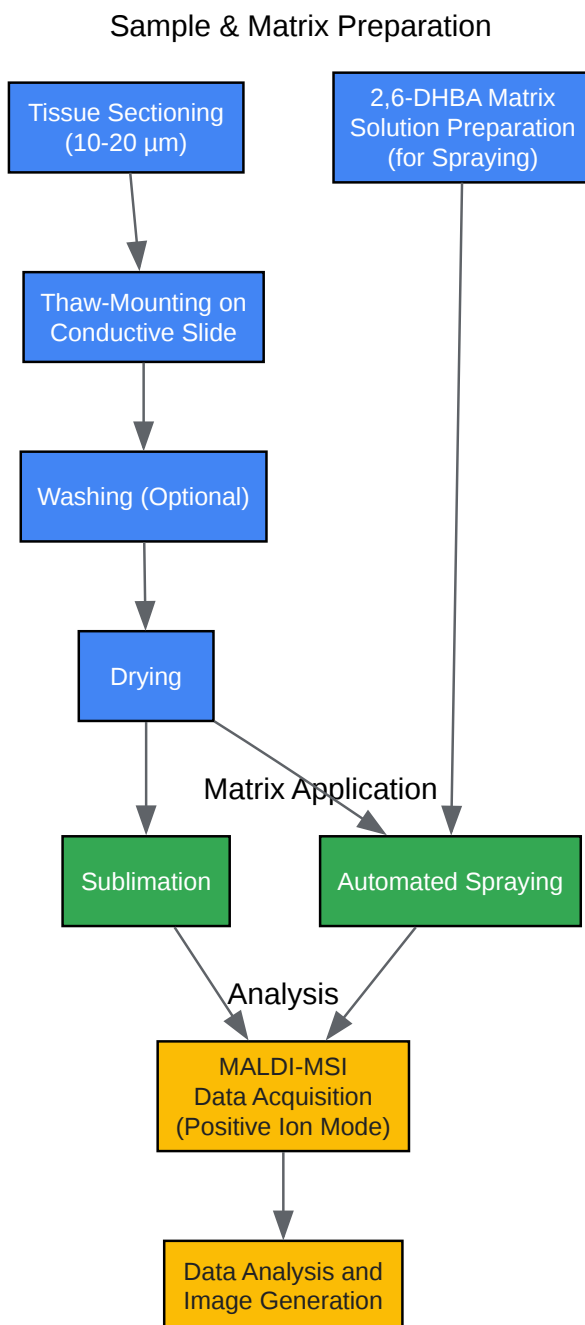 Sample & Matrix Preparation
Tissue Sectioning
(10-20 µm)
2,6-DHBA Matrix
Solution Preparation
(for Spraying)
Thaw-Mounting on
Conductive Slide
Washing (Optional)
Drying
Matrix Application
Sublimation
Automated Spraying
Analysis
MALDI-MSI
Data Acquisition
(Positive Ion Mode)
Data Analysis and
Image Generation